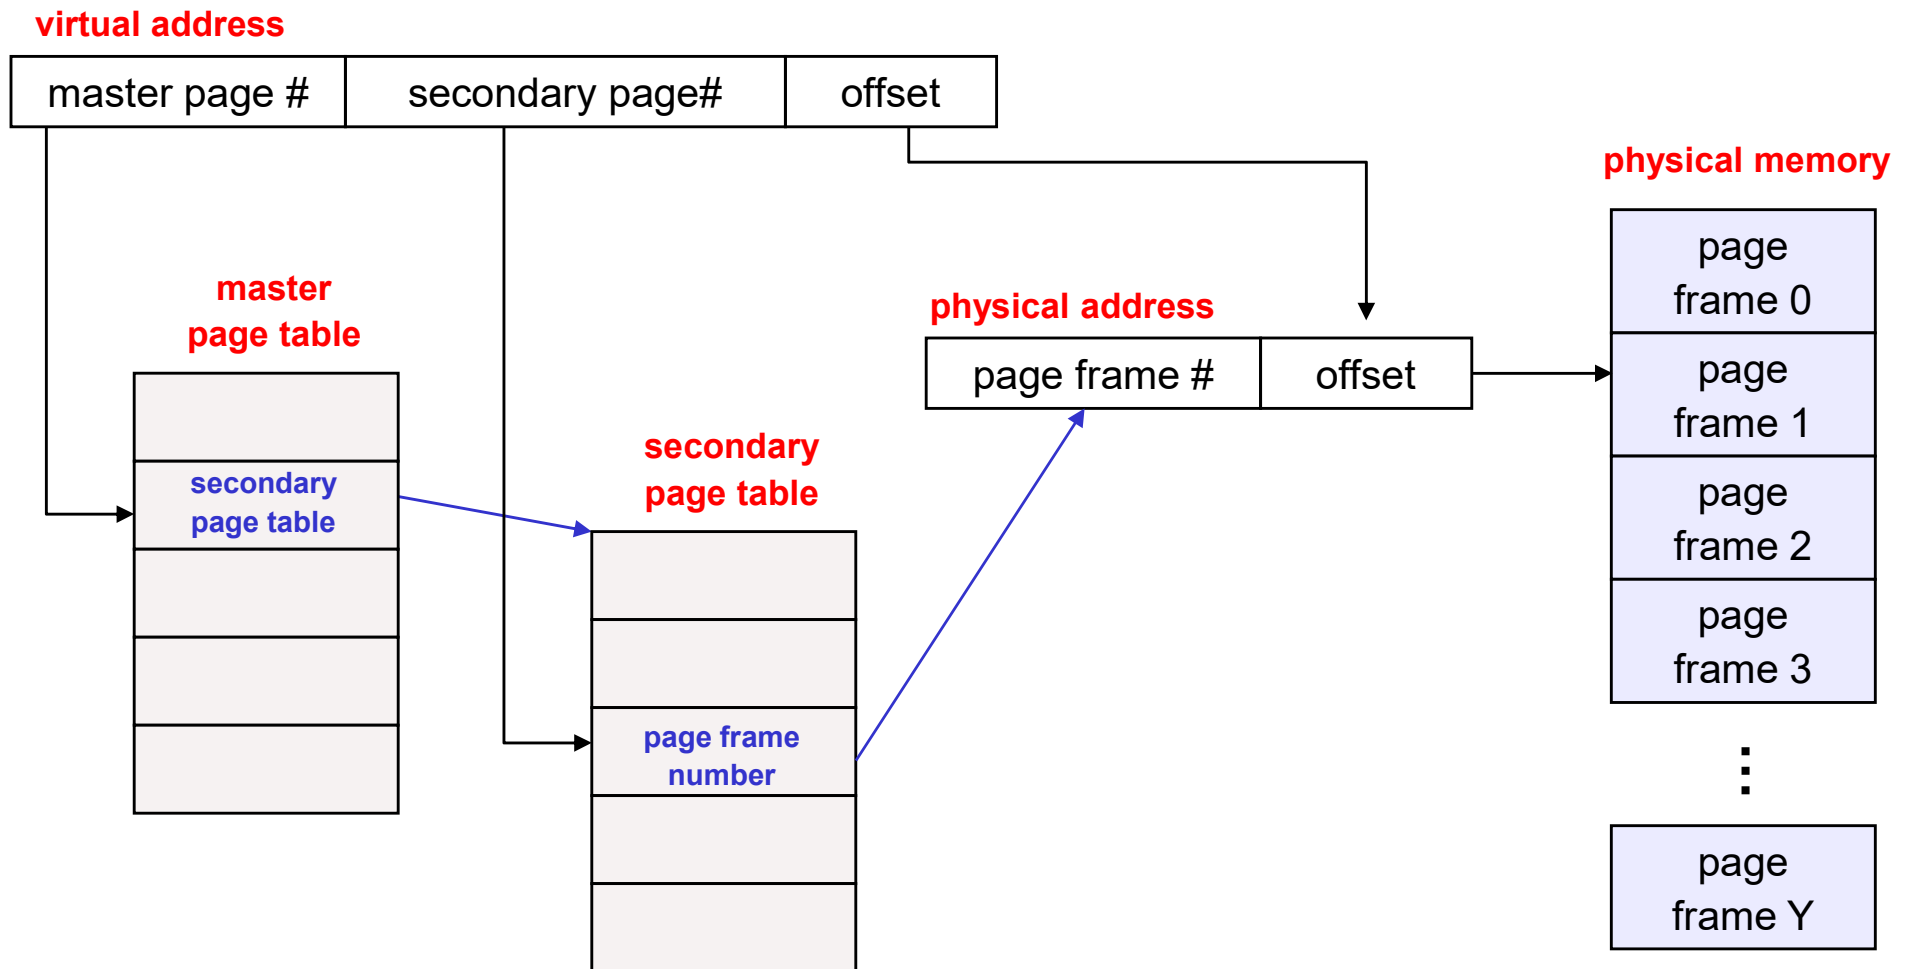 virtual address
master page #
secondary page#
offset
physical memory
master
page table
secondary
page table
secondary
page table
page frame
number
physical address
page frame #
offset
page
frame 0
page
frame 1
page
frame 2
page
frame 3
⋮
page
frame Y